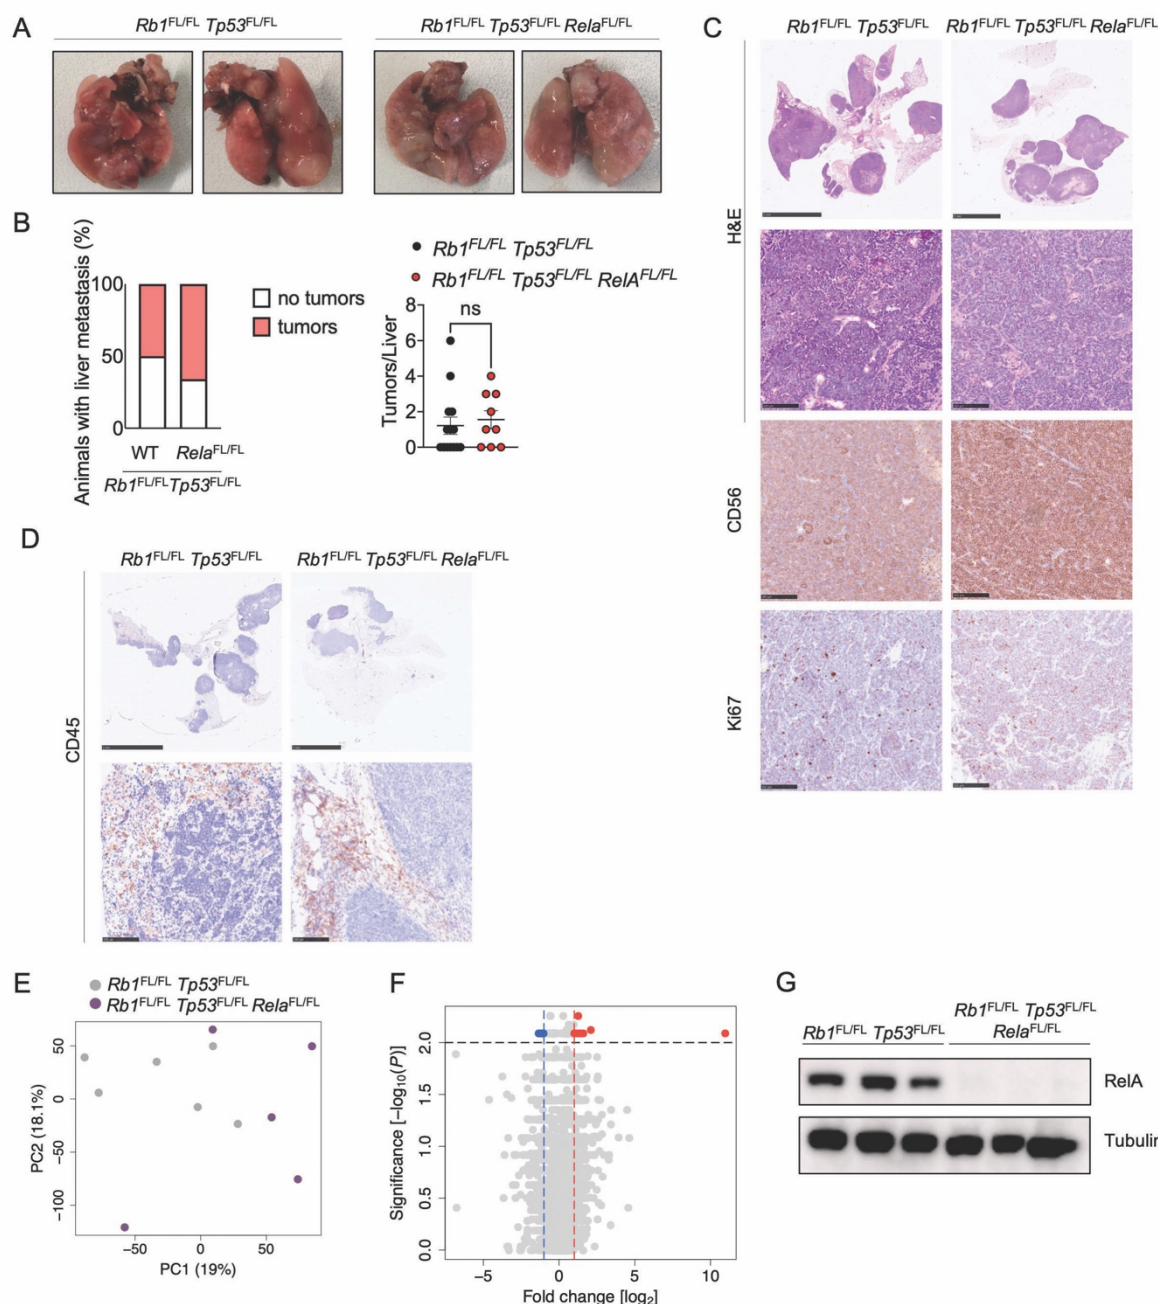 A
Rb1FL/FL Tp53FL/FL
Rb1FL/FL Tp53FL/FL RelaFL/FL
B
Animals with liver metastasis (%)
100
50
0
WT
RelaFL/FL
Rb1FL/FLTp53FL/FL
no tumors
tumors
Rb1FL/FL Tp53FL/FL
Rb1FL/FL Tp53FL/FL RelAFL/FL
Tumors/Liver
8
6
4
2
0
ns
C
Rb1FL/FL Tp53FL/FL
Rb1FL/FL Tp53FL/FL RelaFL/FL
H&E
CD56
Ki67
D
Rb1FL/FL Tp53FL/FL
Rb1FL/FL Tp53FL/FL RelaFL/FL
CD45
E
Rb1FL/FL Tp53FL/FL
Rb1FL/FL Tp53FL/FL RelaFL/FL
PC2 (18.1%)
50
0
−50
−100
−50
0
50
PC1 (19%)
F
Significance [−log10(P)]
2.0
1.5
1.0
0.5
0.0
−5
0
5
10
Fold change [log2]
G
Rb1FL/FL Tp53FL/FL
Rb1FL/FL Tp53FL/FL
RelaFL/FL
RelA
Tubulin